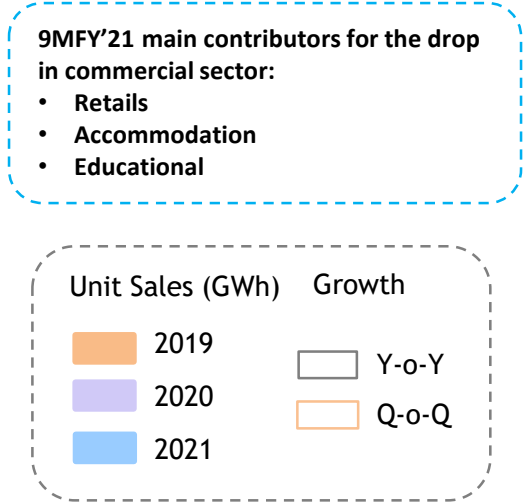 9MFY’21 main contributors for the drop
in commercial sector:
• Retails
• Accommodation
• Educational
Unit Sales (GWh) Growth
2019
2020
2021
Y-o-Y
Q-o-Q